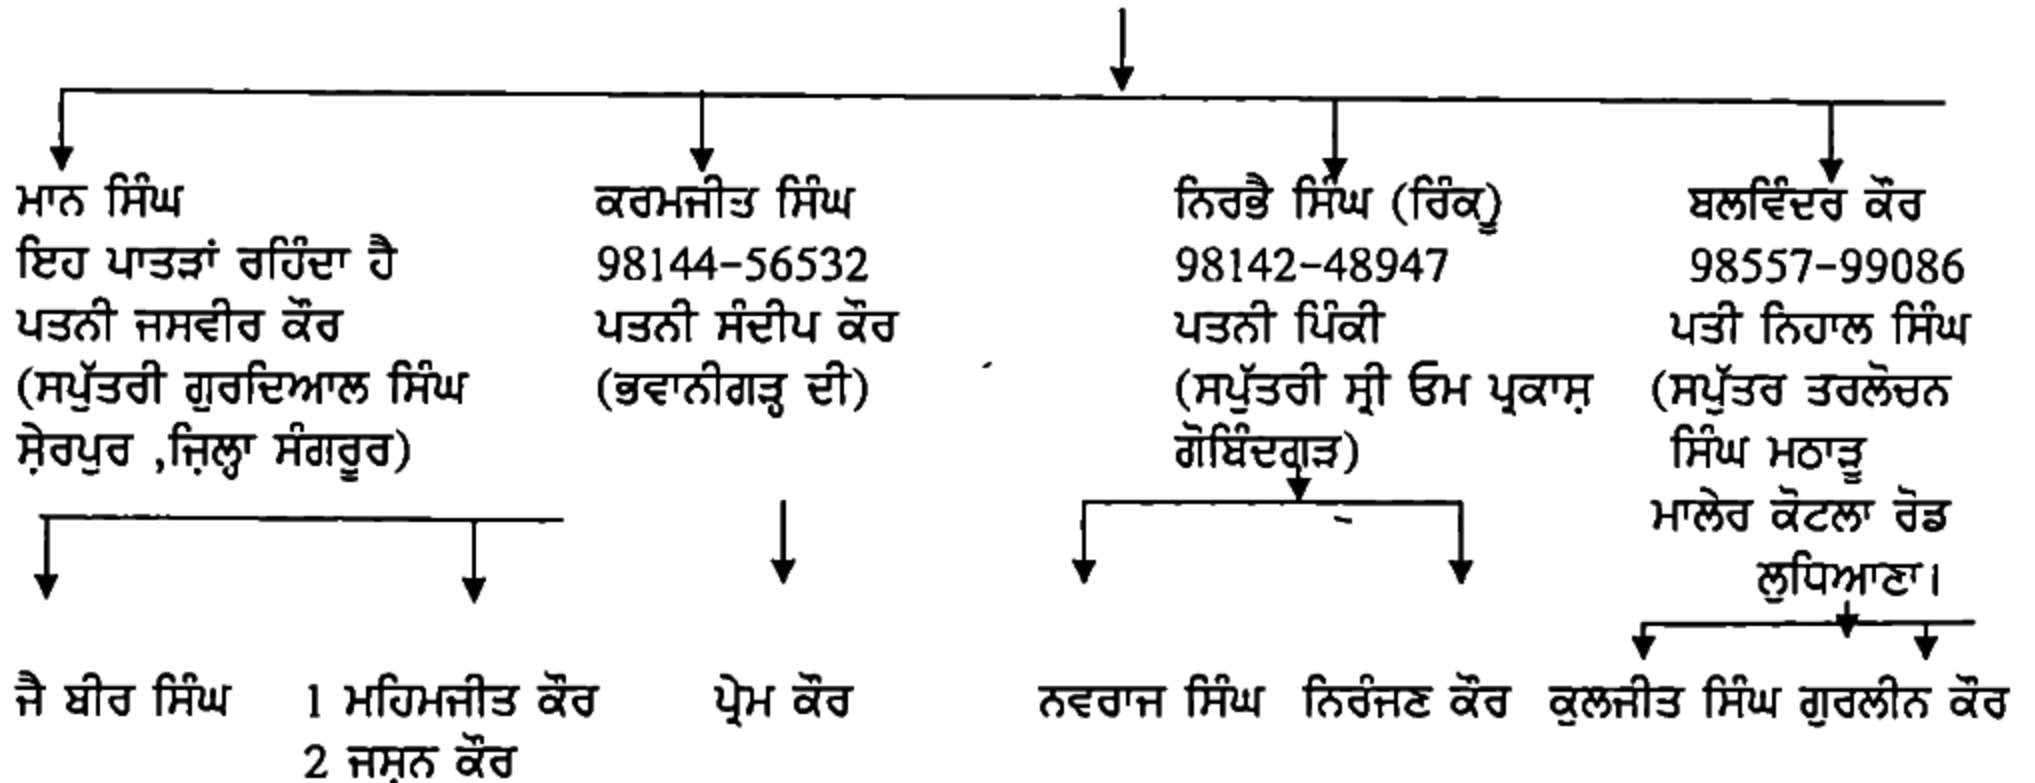 ਮਾਨ ਸਿੰਘ
ਇਹ ਪਾਤੜਾਂ ਰਹਿੰਦਾ ਹੈ
ਪਤਨੀ ਜਸਵੀਰ ਕੌਰ
(ਸਪੁੱਤਰੀ ਗੁਰਦਿਆਲ ਸਿੰਘ
ਸ਼ੇਰਪੁਰ ,ਜ਼ਿਲ੍ਹਾ ਸੰਗਰੂਰ)
ਕਰਮਜੀਤ ਸਿੰਘ
98144-56532
ਪਤਨੀ ਸੰਦੀਪ ਕੌਰ
(ਭਵਾਨੀਗੜ੍ਹ ਦੀ)
ਨਿਰਭੈ ਸਿੰਘ (ਰਿੰਕੂ)
98142-48947
ਪਤਨੀ ਪਿੰਕੀ
(ਸਪੁੱਤਰੀ ਸ੍ਰੀ ਓਮ ਪ੍ਰਕਾਸ਼
ਗੋਬਿੰਦਗੜ)
ਬਲਵਿੰਦਰ ਕੌਰ
98557-99086
ਪਤੀ ਨਿਹਾਲ ਸਿੰਘ
(ਸਪੁੱਤਰ ਤਰਲੋਚਨ
ਸਿੰਘ ਮਠਾੜੂ
ਮਾਲੇਰ ਕੋਟਲਾ ਰੋਡ
ਲੁਧਿਆਣਾ।
ਜੈ ਬੀਰ ਸਿੰਘ
1 ਮਹਿਮਜੀਤ ਕੌਰ
2 ਜਸ਼ਨ ਕੌਰ
ਪ੍ਰੇਮ ਕੌਰ
ਨਵਰਾਜ ਸਿੰਘ
ਨਿਰੰਜਣ ਕੌਰ
ਕੁਲਜੀਤ ਸਿੰਘ
ਗੁਰਲੀਨ ਕੌਰ